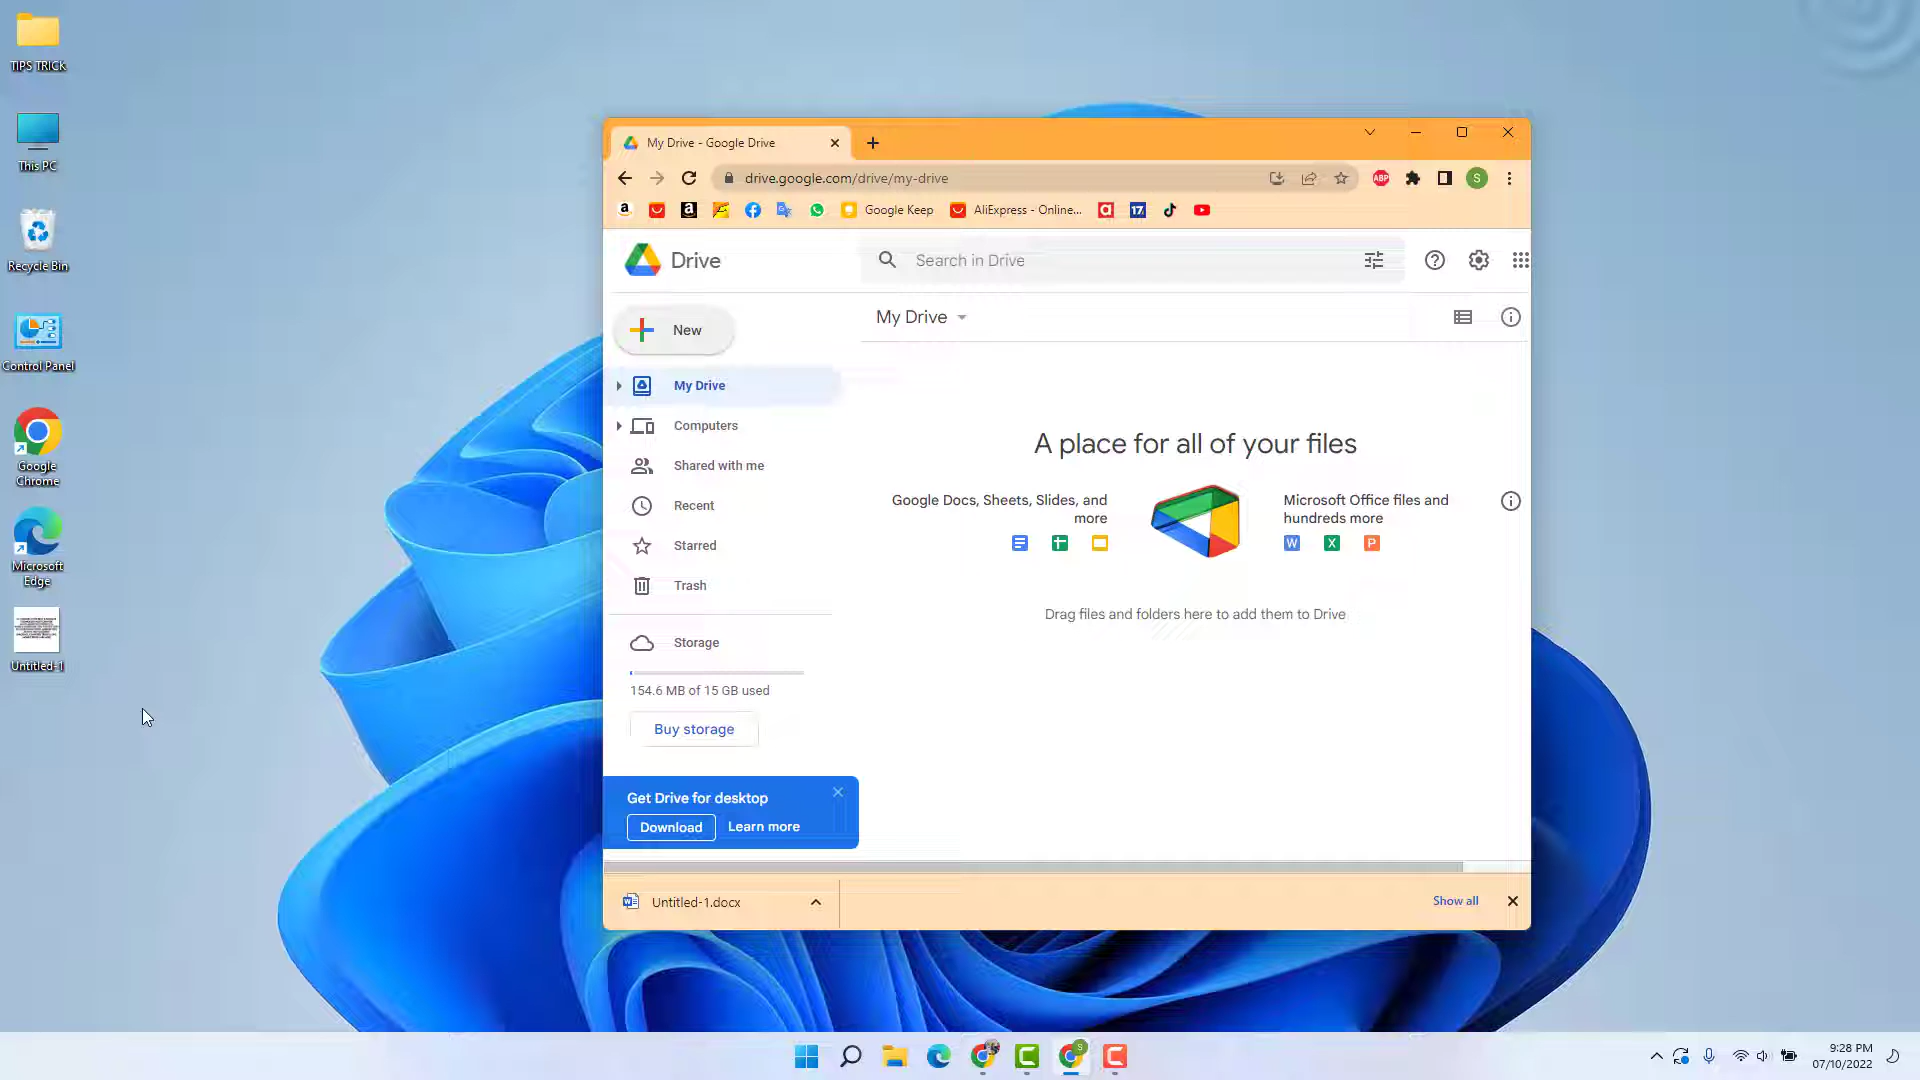 TIPS TRICK
This PC
Recycle Bin
Control Panel
Google
Chrome
Microsoft
Edge
Untitled-1
My Drive - Google Drive
drive.google.com/drive/my-drive
ABP
S
Google Keep
AliExpress - Online...
17
Drive
Search in Drive
New
My Drive
Computers
Shared with me
Recent
Starred
Trash
Storage
154.6 MB of 15 GB used
Buy storage
Get Drive for desktop
Download
Learn more
My Drive
A place for all of your files
Google Docs, Sheets, Slides, and
more
Microsoft Office files and
hundreds more
W X P
Drag files and folders here to add them to Drive
Untitled-1.docx
Show all
9:28 PM
07/10/2022